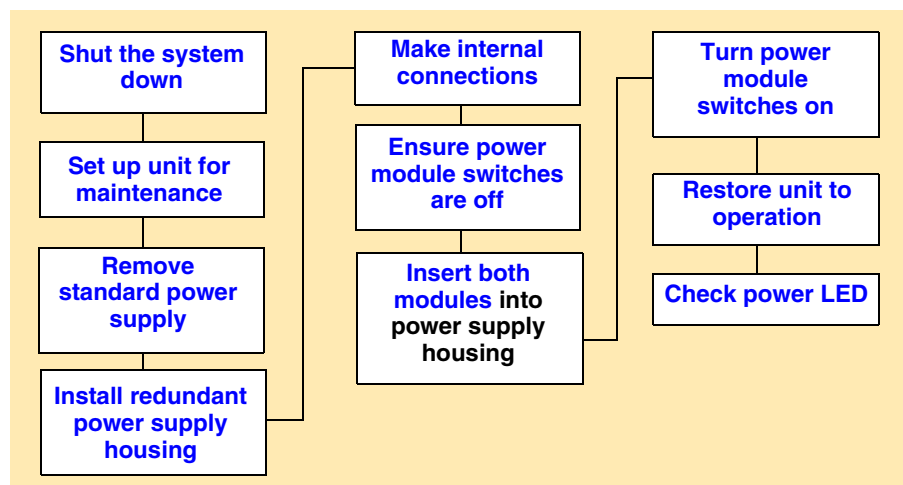 Shut the system
down
Set up unit for
maintenance
Remove
standard power
supply
Install redundant
power supply
housing
Make internal
connections
Ensure power
module switches
are off
Insert both
modules into
power supply
housing
Turn power
module
switches on
Restore unit to
operation
Check power LED